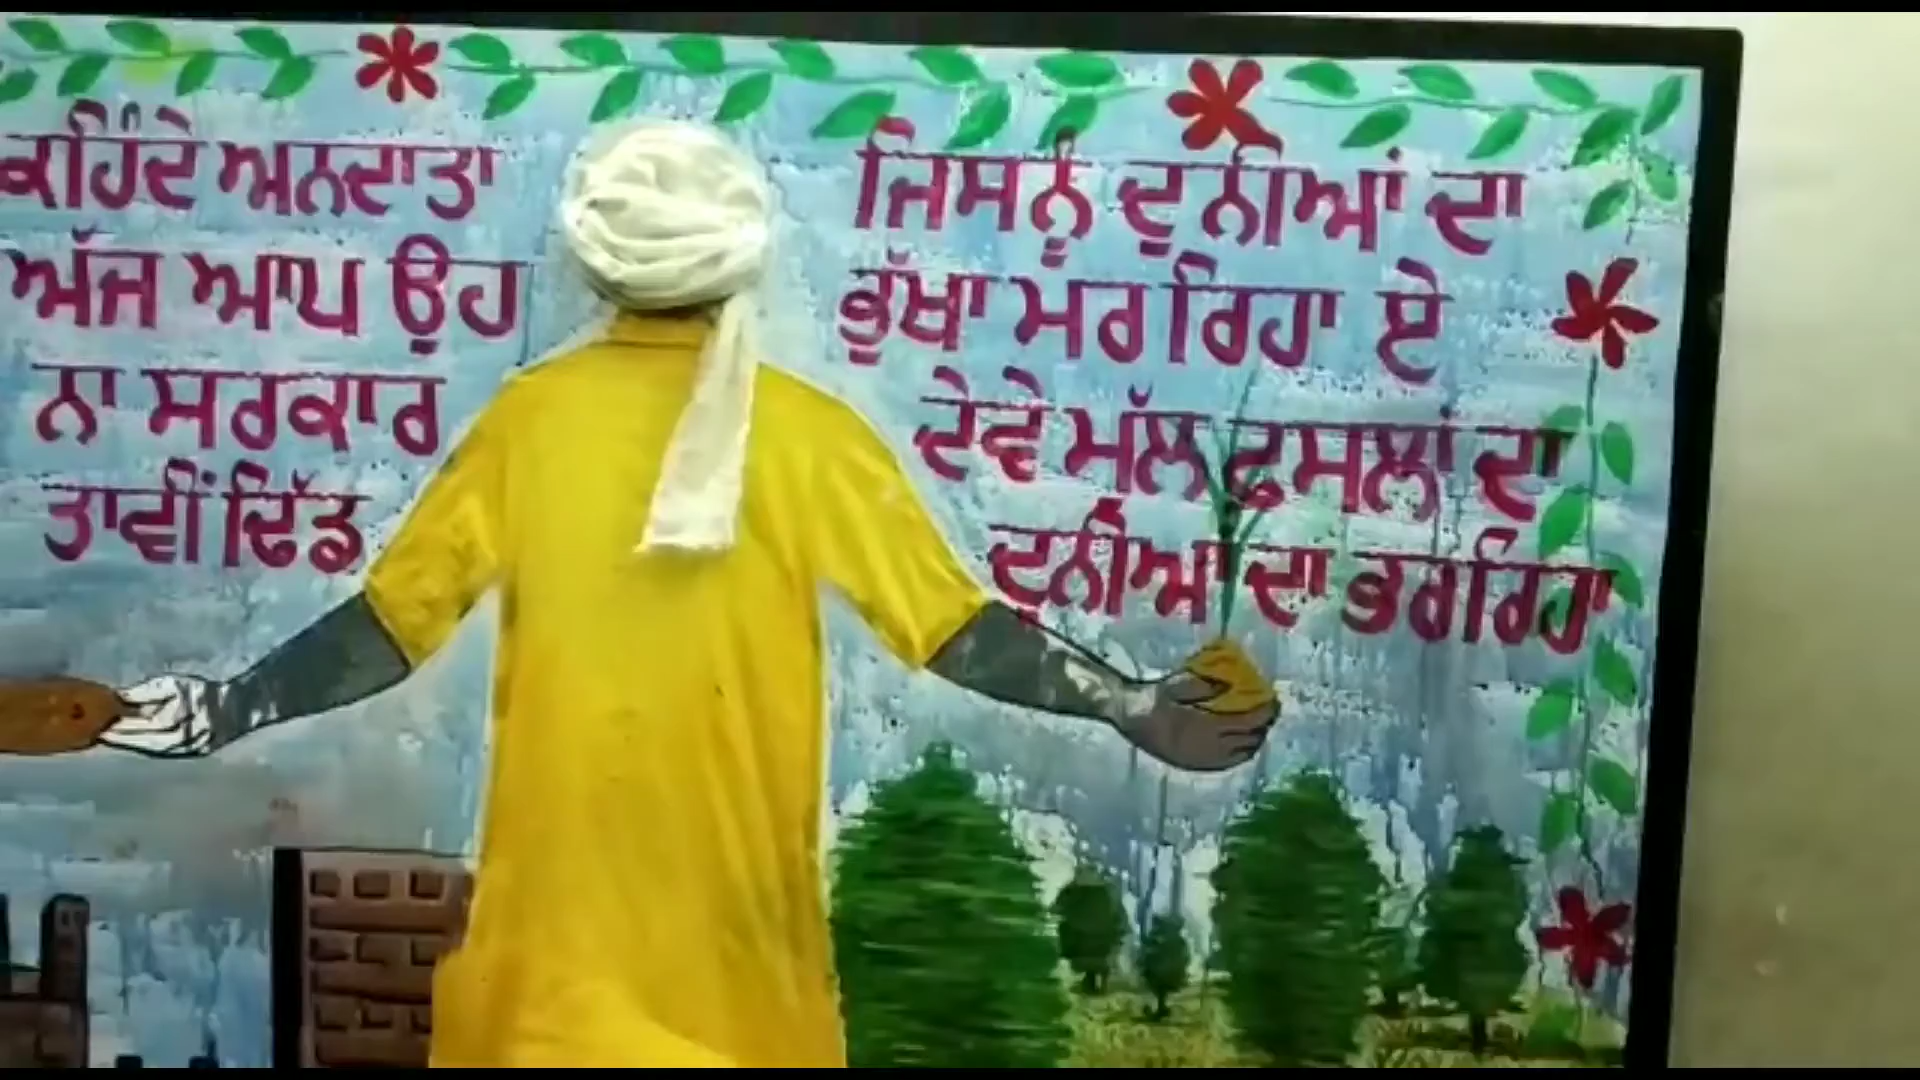 ਕਹਿੰਦੇ ਅਨਦਾਤਾ ਜਿਸਨੂੰ ਦੁਨੀਆਂ ਦਾ
ਅੱਜ ਆਪ ਉਹ ਭੁੱਖਾ ਮਰ ਰਿਹਾ ਏ
ਨਾ ਸਰਕਾਰ ਦੇਵੇ ਮੁੱਲ ਫਸਲਾਂ ਦਾ
ਤਾਵੀਂ ਢਿੱਡ ਦੁਨੀਆ ਦਾ ਭਰ ਰਿਹਾ